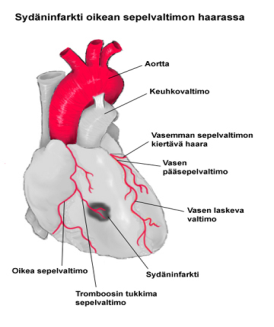 Sydäninfarkti oikean sepelvaltimon haarassa
Aortta
Keuhkovaltimo
Vasemman sepelvaltimon
kiertävä haara
Vasen
pääsepelvaltimo
Vasen laskeva
valtimo
Oikea sepelvaltimo
Sydäninfarkti
Tromboosin tukkima
sepelvaltimo